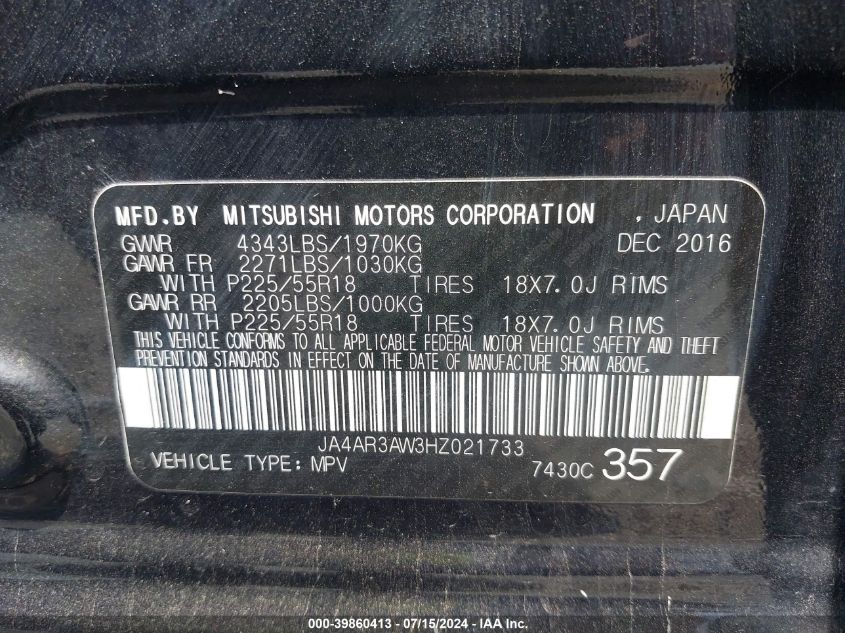 MFD.BY MITSUBISHI MOTORS CORPORATION , JAPAN
GVWR 4343LBS/1970KG DEC 2016
GAWR FR 2271LBS/1030KG
WITH P225/55R18 TIRES 18X7.0J RIMS
GAWR RR 2205LBS/1000KG
WITH P225/55R18 TIRES 18X7.0J RIMS
THIS VEHICLE CONFORMS TO ALL APPLICABLE FEDERAL MOTOR VEHICLE SAFETY AND THEFT
PREVENTION STANDARDS IN EFFECT ON THE DATE OF MANUFACTURE SHOWN ABOVE.
JA4AR3AW3HZ021733
VEHICLE TYPE: MPV 7430C 357
000-39860413 - 07/15/2024 - IAA Inc.